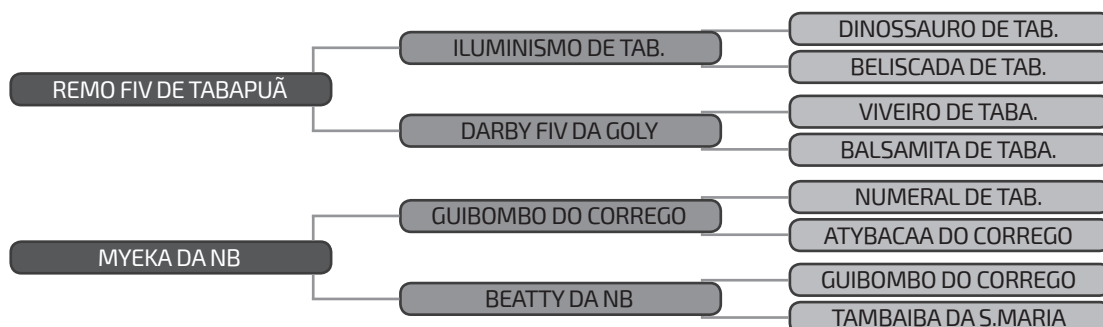 REMO FIV DE TABAPUÃ
ILUMINISMO DE TAB.
DINOSSAURO DE TAB.
BELISCADA DE TAB.
DARBY FIV DA GOLY
VIVEIRO DE TABA.
BALSAMITA DE TABA.
MYEKA DA NB
GUIBOMBO DO CORREGO
NUMERAL DE TAB.
ATYBACAA DO CORREGO
BEATTY DA NB
GUIBOMBO DO CORREGO
TAMBAIBA DA S.MARIA